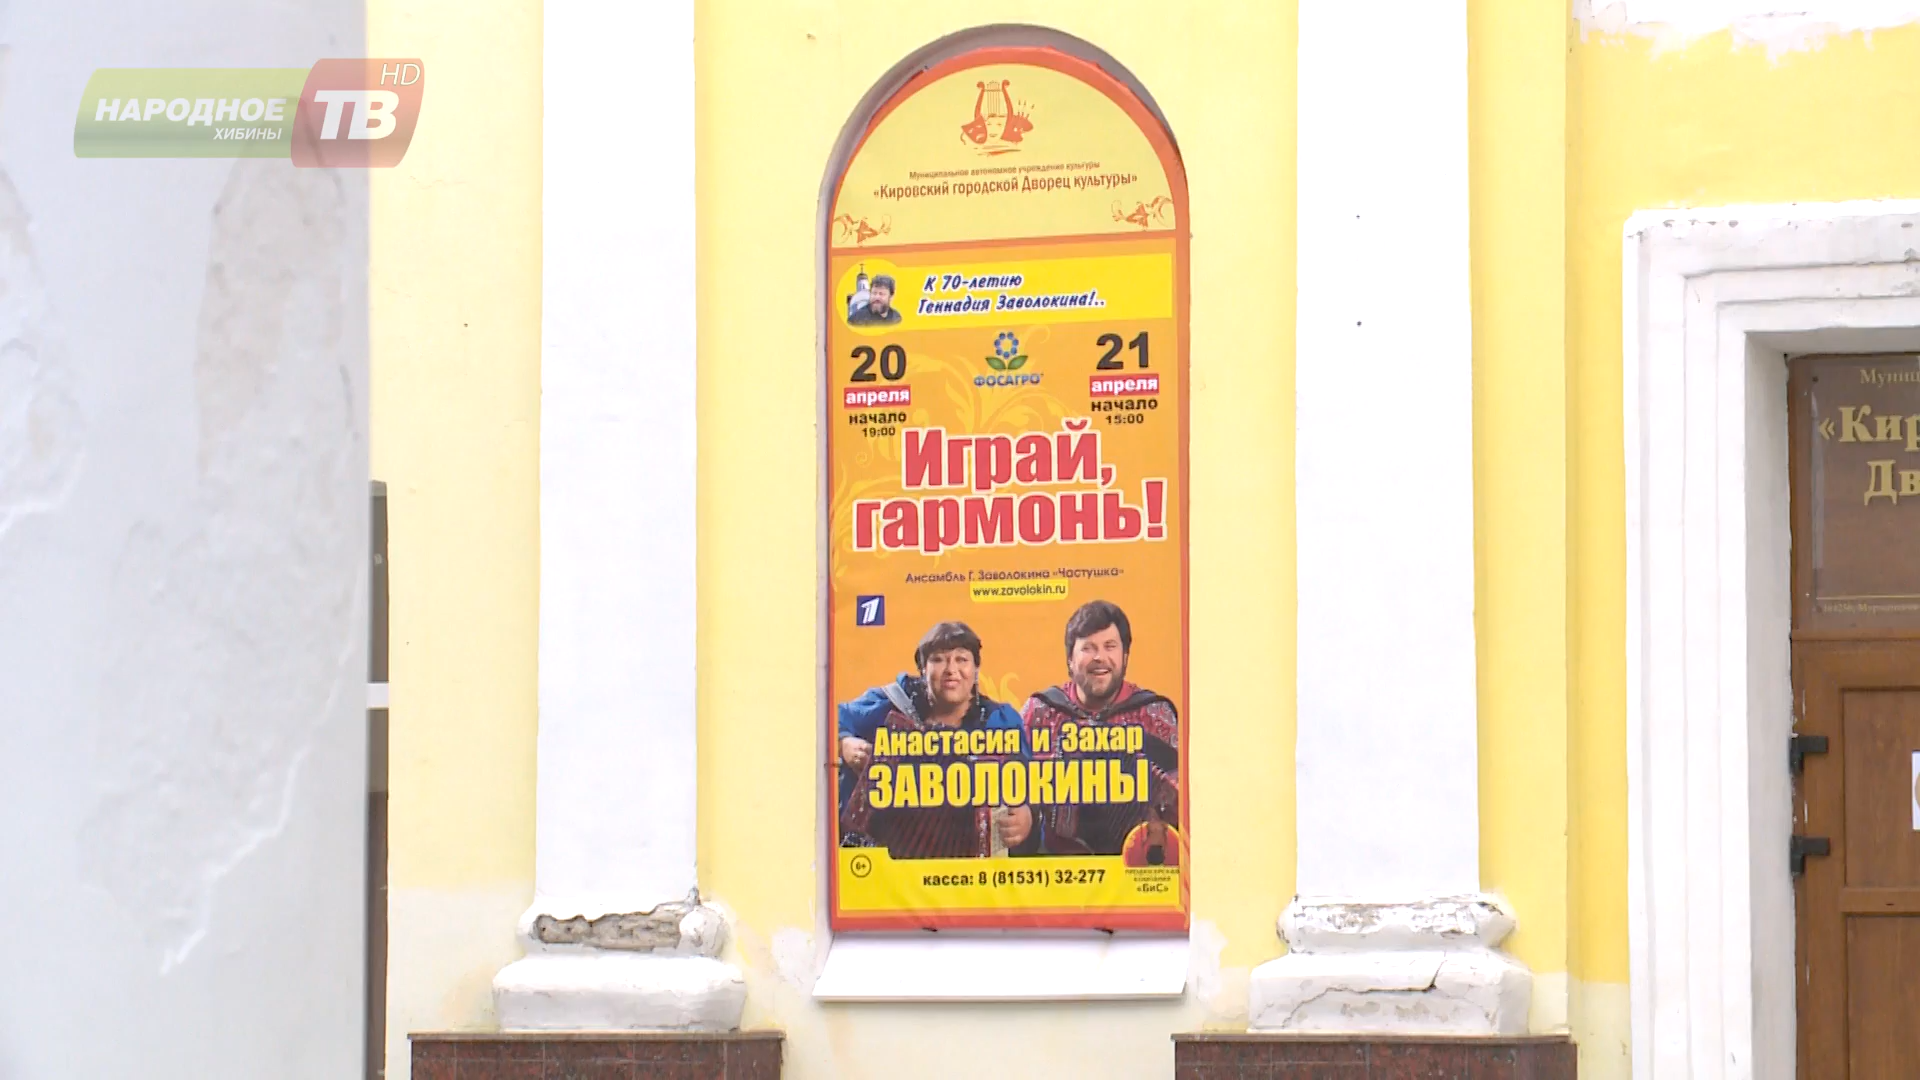 НАРОДНОЕ
ХИБИНЫ
ТВ
HD
Муниципальное автономное учреждение культуры
«Кировский городской Дворец культуры»
К 70-летию
Геннадия Заволокина!..
20
апреля
начало
19:00
ФОСАГРО
21
апреля
начало
15:00
Играй,
гармонь!
Ансамбль Г. Заволокина «Частушка»
www.zavolokin.ru
1
Анастасия и Захар
ЗАВОЛОКИНЫ
6+
касса: 8 (81531) 32-277
«БиС»
Муниц
«Кир
Дв